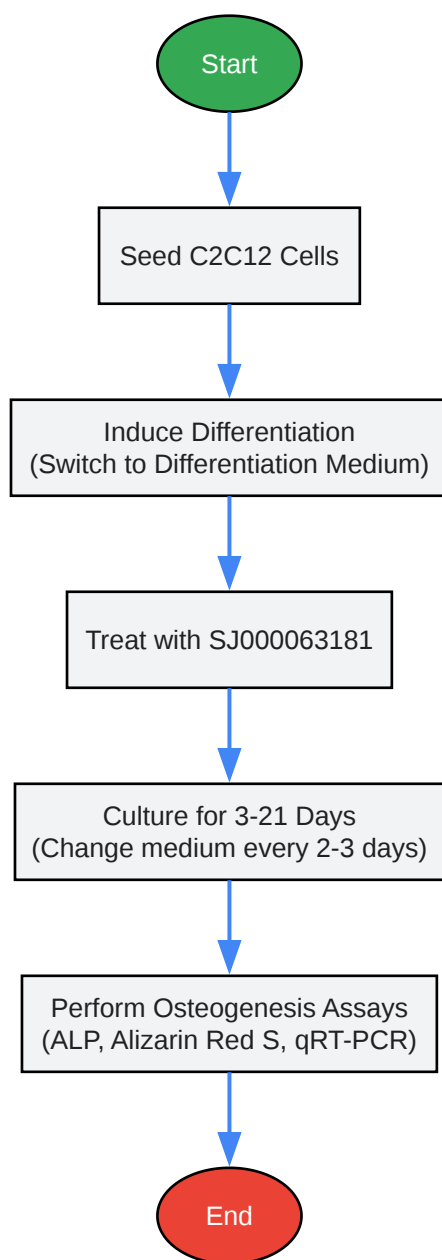 Start
Seed C2C12 Cells
Induce Differentiation
(Switch to Differentiation Medium)
Treat with SJ000063181
Culture for 3-21 Days
(Change medium every 2-3 days)
Perform Osteogenesis Assays
(ALP, Alizarin Red S, qRT-PCR)
End